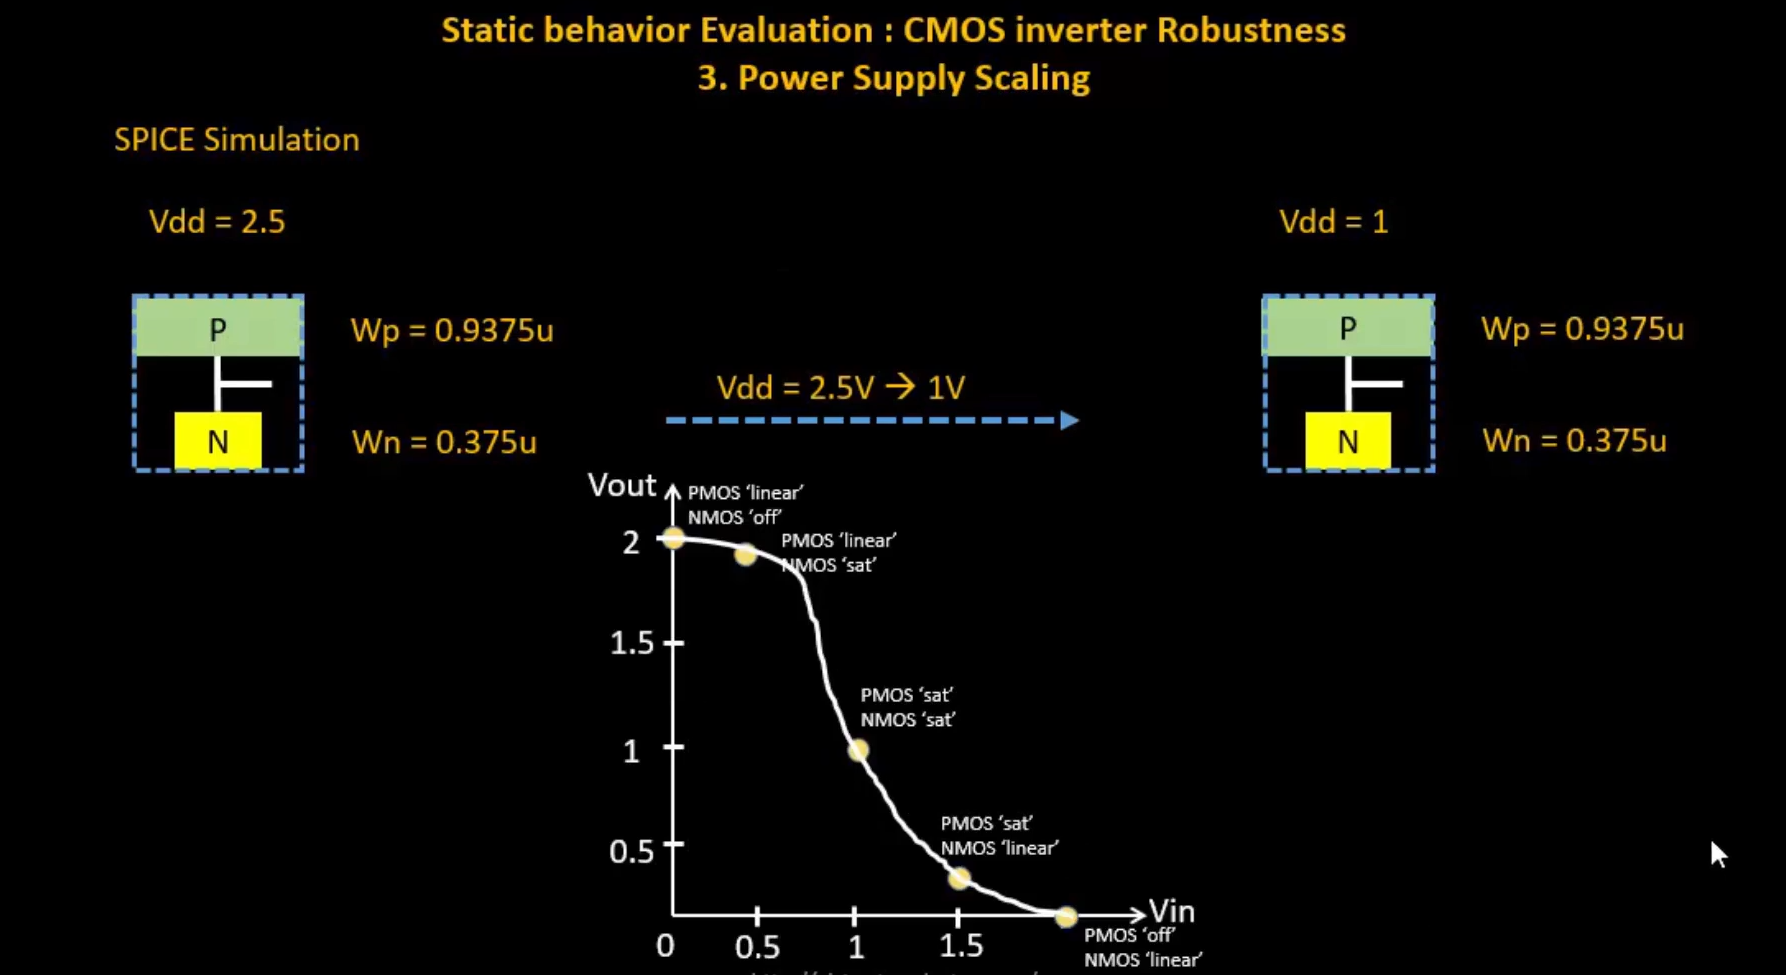 Static behavior Evaluation : CMOS inverter Robustness
3. Power Supply Scaling
SPICE Simulation
Vdd = 2.5
Vdd = 1
P
Wp = 0.9375u
N
Wn = 0.375u
Vdd = 2.5V → 1V
P
Wp = 0.9375u
N
Wn = 0.375u
Vout
PMOS ‘linear’
NMOS ‘off’
2
PMOS ‘linear’
NMOS ‘sat’
1.5
PMOS ‘sat’
NMOS ‘sat’
1
PMOS ‘sat’
NMOS ‘linear’
0.5
Vin
0 0.5 1 1.5
PMOS ‘off’
NMOS ‘linear’